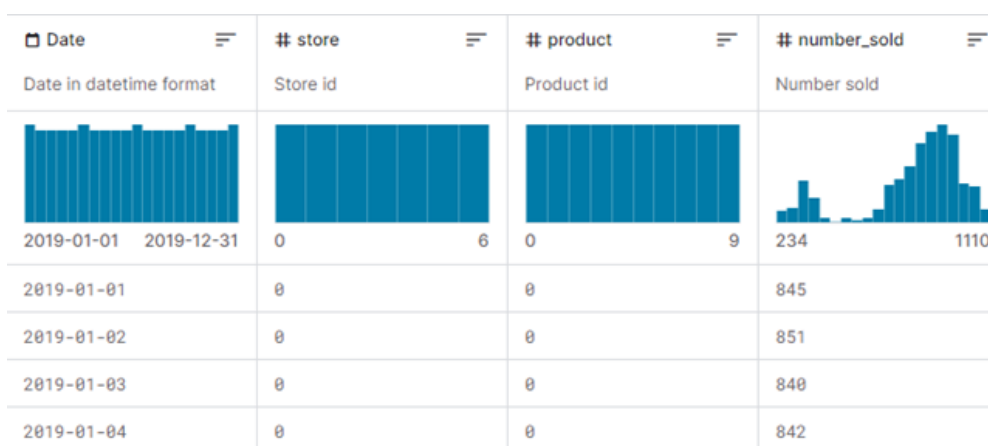 Date # store # product # number_sold
Date in datetime format Store id Product id Number sold
2019-01-01 2019-12-31 0 6 0 9 234 1110
2019-01-01 0 0 845
2019-01-02 0 0 851
2019-01-03 0 0 840
2019-01-04 0 0 842